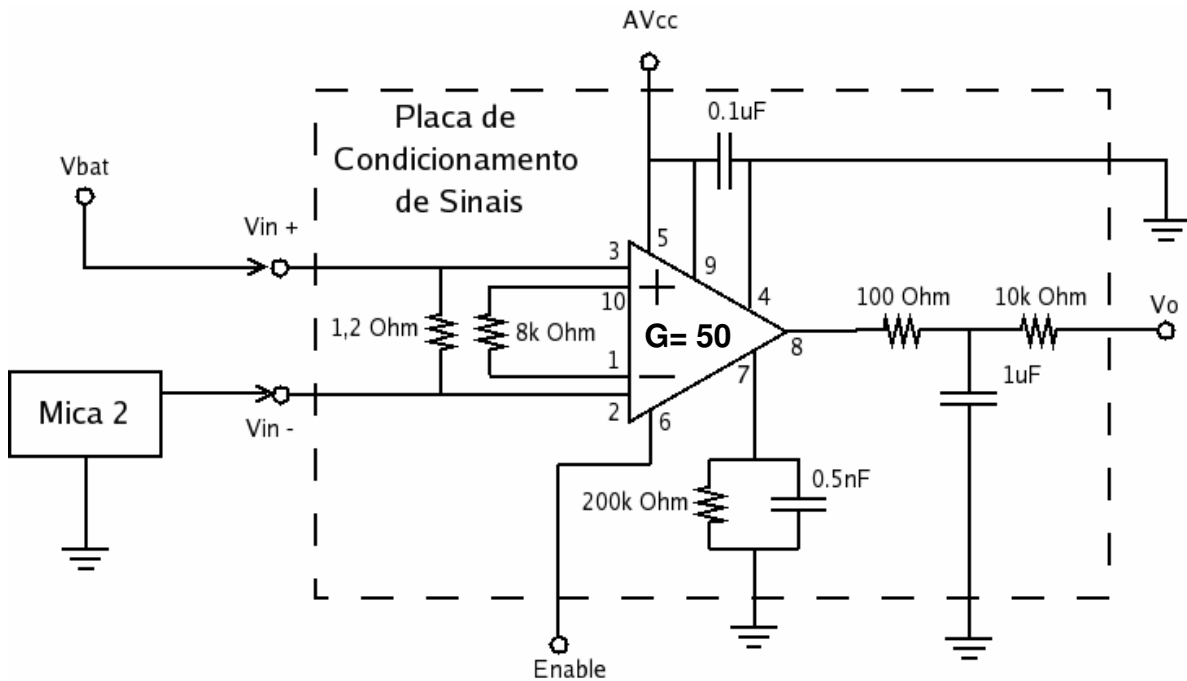 AVcc
Placa de
Condicionamento
de Sinais
0.1uF
Vbat
Vin +
3
5
9
10
4
1,2 Ohm
8k Ohm
G= 50
100 Ohm
10k Ohm
Vo
8
1
7
1uF
Mica 2
Vin -
2
6
200k Ohm
0.5nF
Enable